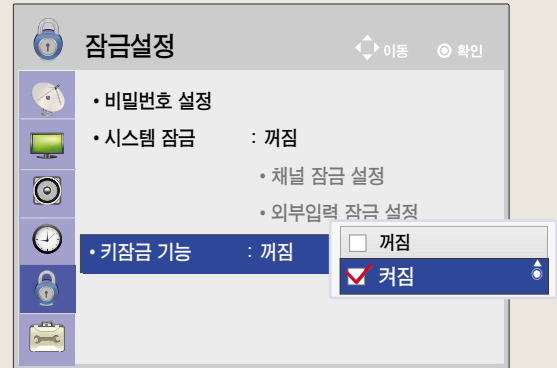 잠금설정 이동 확인
• 비밀번호 설정
• 시스템 잠금 : 꺼짐
• 채널 잠금 설정
• 외부입력 잠금 설정
• 키잠금 기능 : 꺼짐
꺼짐
켜짐